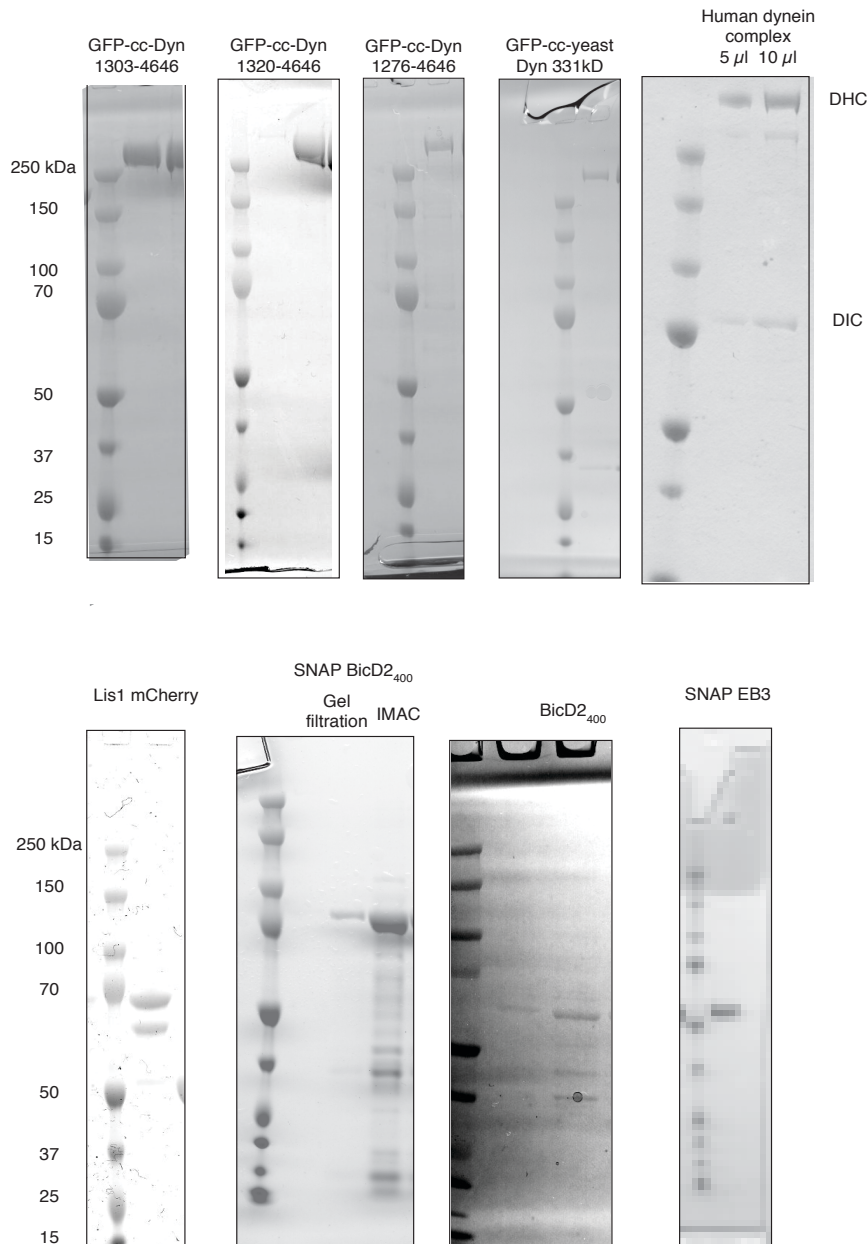 GFP-cc-Dyn
1303-4646
GFP-cc-Dyn
1320-4646
GFP-cc-Dyn
1276-4646
GFP-cc-yeast
Dyn 331kD
Human dynein
complex
5 µl 10 µl
DHC
250 kDa
150
100
70
DIC
50
37
25
15
Lis1 mCherry
SNAP BicD2400
Gel
filtration
IMAC
BicD2400
SNAP EB3
250 kDa
150
100
70
50
37
25
15